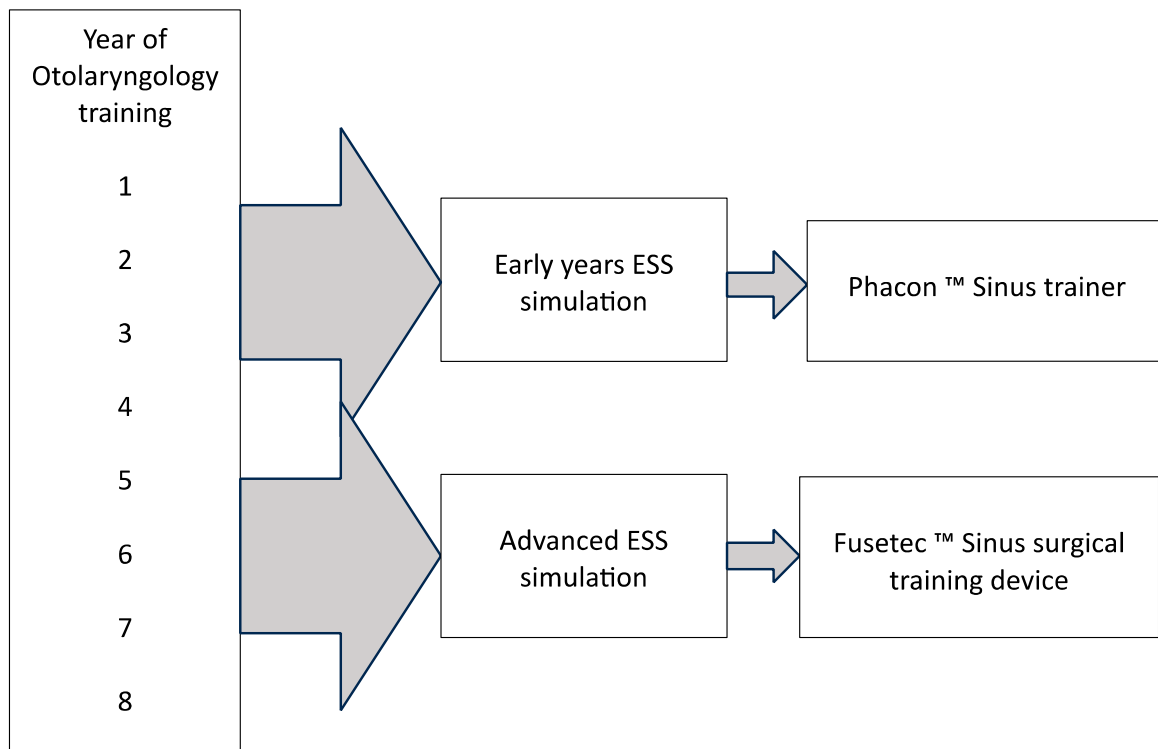 Year of
Otolaryngology
training
1
2
3
4
5
6
7
8
Early years ESS
simulation
Phacon ™ Sinus trainer
Advanced ESS
simulation
Fusetec ™ Sinus surgical
training device